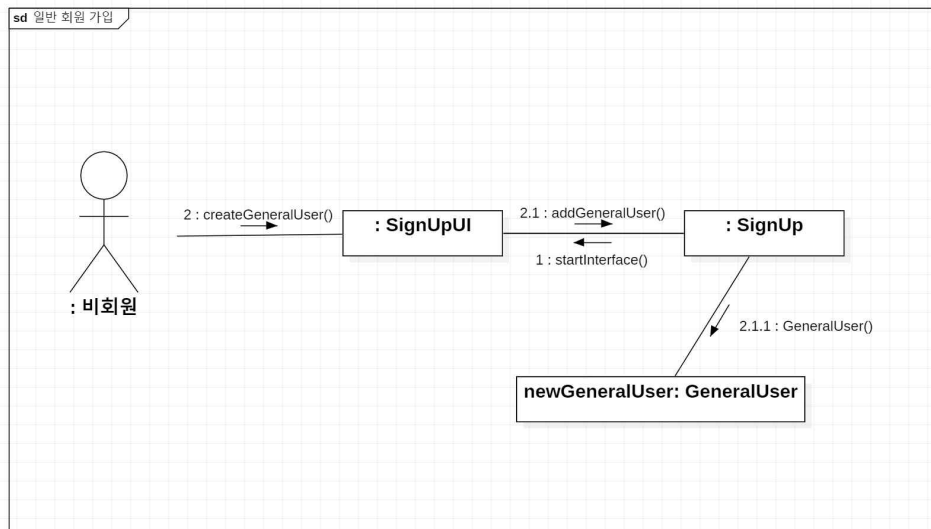 sd 일반 회원 가입
2 : createGeneralUser()
: SignUpUI
2.1 : addGeneralUser()
: SignUp
1 : startInterface()
: 비회원
2.1.1 : GeneralUser()
newGeneralUser: GeneralUser